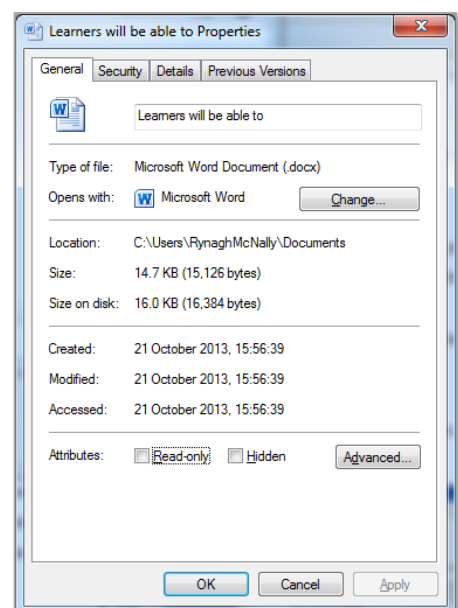 Learners will be able to Properties
General Security Details Previous Versions
Learners will be able to
Type of file: Microsoft Word Document (.docx)
Opens with: Microsoft Word Change...
Location: C:\Users\RynaghMcNally\Documents
Size: 14.7 KB (15,126 bytes)
Size on disk: 16.0 KB (16,384 bytes)
Created: 21 October 2013, 15:56:39
Modified: 21 October 2013, 15:56:39
Accessed: 21 October 2013, 15:56:39
Attributes: Read-only Hidden Advanced...
OK Cancel Apply